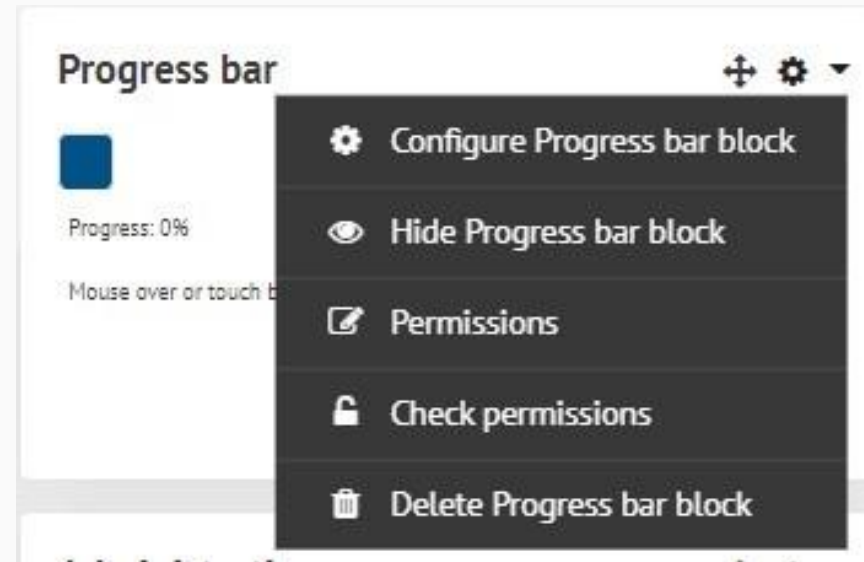 Progress bar
Configure Progress bar block
Progress: 0%
Hide Progress bar block
Mouse over or touch
Permissions
Check permissions
Delete Progress bar block